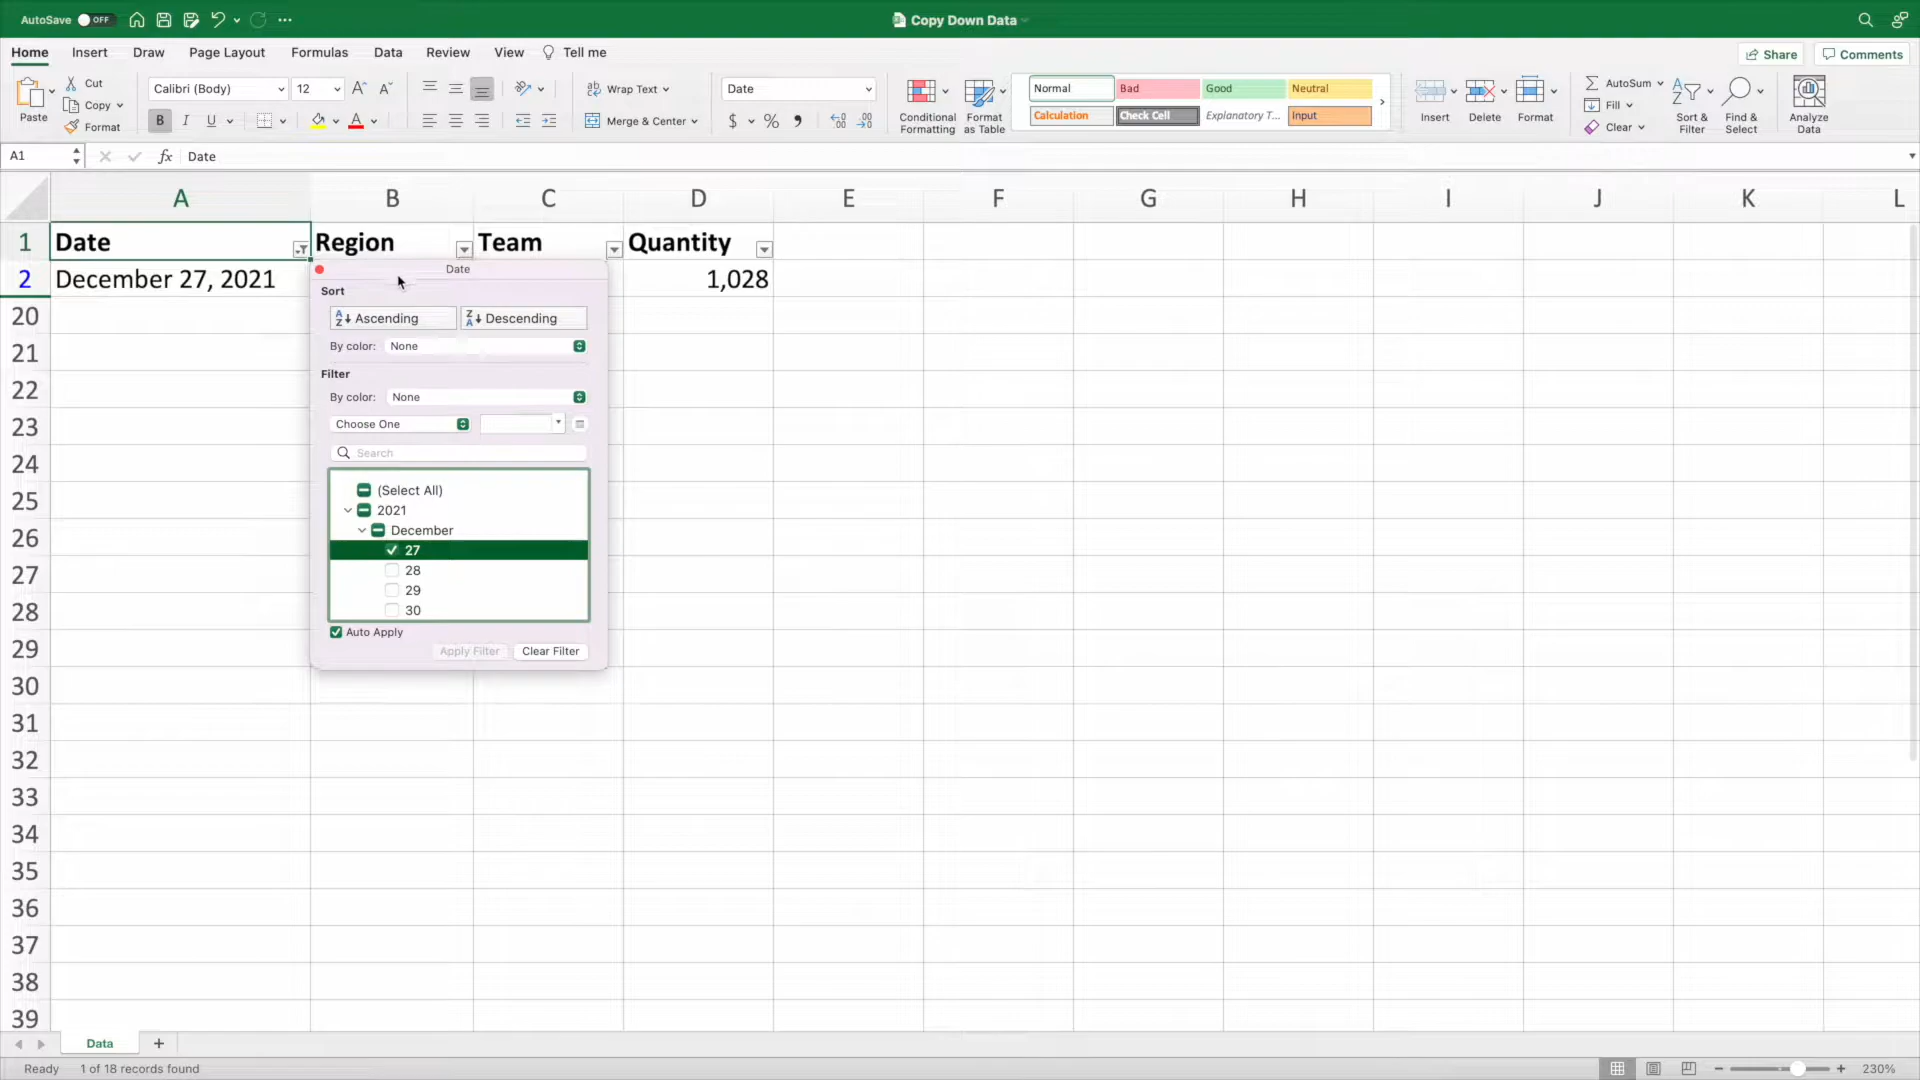 AutoSave OFF
Copy Down Data
Home Insert Draw Page Layout Formulas Data Review View Tell me
Share Comments
Paste
Cut
Copy
Format
Calibri (Body) 12
B I U
Wrap Text
Merge & Center
Date
$ % 9
Conditional Formatting
Format as Table
Normal Bad Good Neutral
Calculation Check Cell Explanatory T... Input
Insert Delete Format
AutoSum
Fill
Clear
Sort & Filter
Find & Select
Analyze Data
A1 fx Date
A B C D E F G H I J K L
1 Date Region Team Quantity
2 December 27, 2021 1,028
20
21
22
23
24
25
26
27
28
29
30
31
32
33
34
35
36
37
38
39
Date
Sort
Ascending Descending
By color: None
Filter
By color: None
Choose One
Search
(Select All)
2021
December
27
28
29
30
Auto Apply
Apply Filter Clear Filter
Data
Ready 1 of 18 records found
230%